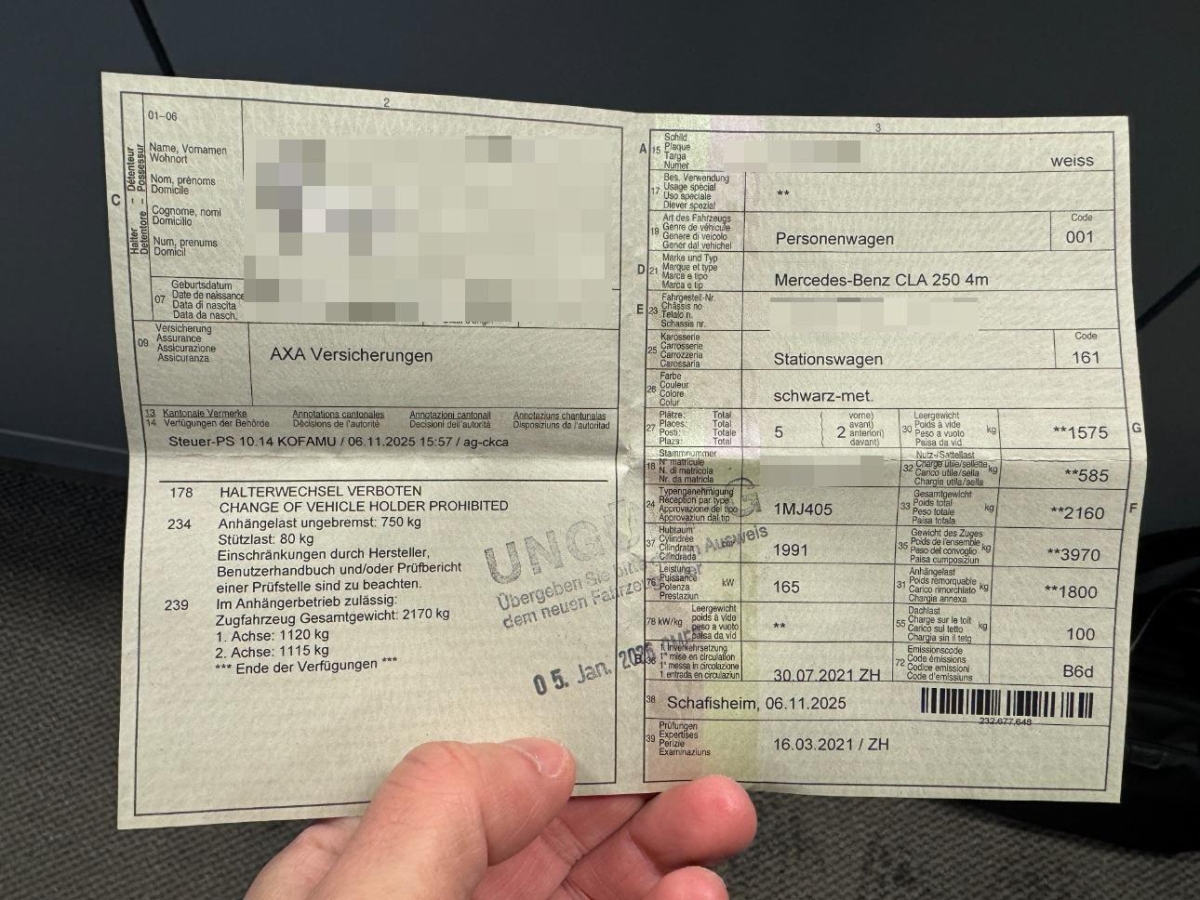 2
01-06
C
Halter - Détenteur
Detentore - Possessur
Name, Vornamen
Wohnort
Nom, prénoms
Domicile
Cognome, nomi
Domicilio
Num, prenums
Domicil
07
Geburtsdatum
Date de naissance
Data di nascita
Data da nasch.
09
Versicherung
Assurance
Assicurazione
Assicuranza
AXA Versicherungen
13 Kantonale Vermerke Annotations cantonales Annotazioni cantonali Annotaziuns chantunalas
14 Verfügungen der Behörde Décisions de l'autorité Decisioni dell'autorità Disposiziuns da l'autoritad
Steuer-PS 10.14 KOFAMU / 06.11.2025 15:57 / ag-ckca
178 HALTERWECHSEL VERBOTEN
CHANGE OF VEHICLE HOLDER PROHIBITED
234 Anhängelast ungebremst: 750 kg
Stützlast: 80 kg
Einschränkungen durch Hersteller,
Benutzerhandbuch und/oder Prüfbericht
einer Prüfstelle sind zu beachten.
239 Im Anhängerbetrieb zulässig:
Zugfahrzeug Gesamtgewicht: 2170 kg
1. Achse: 1120 kg
2. Achse: 1115 kg
*** Ende der Verfügungen ***
Übergeben Sie Ausweis
dem neuen
05. Jan.
3
A 15
Schild
Plaque
Targa
Numer
weiss
17
Bes. Verwendung
Usage spécial
Uso speciale
Diever spezial
**
19
Art des Fahrzeugs
Genre de véhicule
Genere di veicolo
Gener dal vehichel
Personenwagen
Code
001
D 21
Marke und Typ
Marque et type
Marca e tipo
Marca e tip
Mercedes-Benz CLA 250 4m
E 23
Fahrgestell-Nr.
Châssis no
Telaio n.
Schassis nr.
25
Karosserie
Carrosserie
Carrozzeria
Carossaria
Stationswagen
Code
161
26
Farbe
Couleur
Colore
Colur
schwarz-met.
27
Plätze: Total
Places: Total
Posti: Totale
Plazs: Total
5
2
vorne)
avant)
anteriori)
davant)
30
Leergewicht
Poids à vide
Peso a vuoto
Paisa da vid
kg
**1575
G
18
Stammnummer
N° matricule
N. di matricola
Nr. da matricla
32
Nutz-/Sattellast
Charge utile/sellette
Carico utile/sella
Chargia utila/sella
kg
**585
24
Typengenehmigung
Réception par type
Approvazione del tipo
Approvaziun dal tip
1MJ405
33
Gesamtgewicht
Poids total
Peso totale
Paisa totala
kg
**2160
F
37
Hubraum
Cylindrée
Cilindrata
Cilindrada
1991
35
Gewicht des Zuges
Poids de l'ensemble
Peso del convoglio
Paisa cumposiziun
kg
**3970
76
Leistung
Puissance
Potenza
Prestaziun
kW
165
31
Anhängelast
Poids remorquable
Carico rimorchiato
Chargia annexa
kg
**1800
78 kW/kg
Leergewicht
poids à vide
peso a vuoto
paisa da vid
**
55
Dachlast
Charge sur le toit
Carico sul tetto
Chargia sin il tetg
kg
100
B 36
1. Inverkehrsetzung
1re mise en circulation
1a messa in circolazione
1. entrada en circulaziun
30.07.2021 ZH
72
Emissionscode
Code émissions
Codice emissioni
Code d'emissiuns
B6d
38
Schafisheim, 06.11.2025
232.077.648
39
Prüfungen
Expertises
Perizie
Examinaziuns
16.03.2021 / ZH